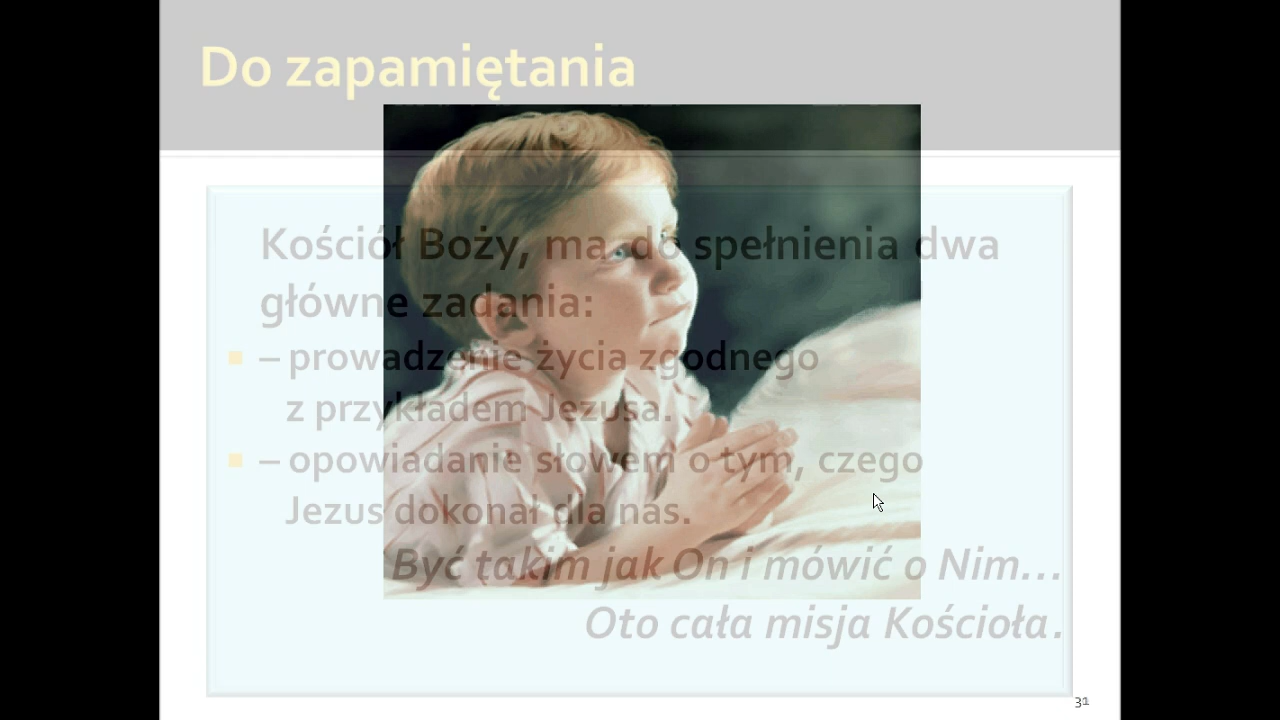 Do zapamiętania
Kościół Boży, ma do spełnienia dwa
główne zadania:
– prowadzenie życia zgodnego
z przykładem Jezusa.
– opowiadanie słowem o tym, czego
Jezus dokonał dla nas.
Być takim jak On i mówić o Nim...
Oto cała misja Kościoła.